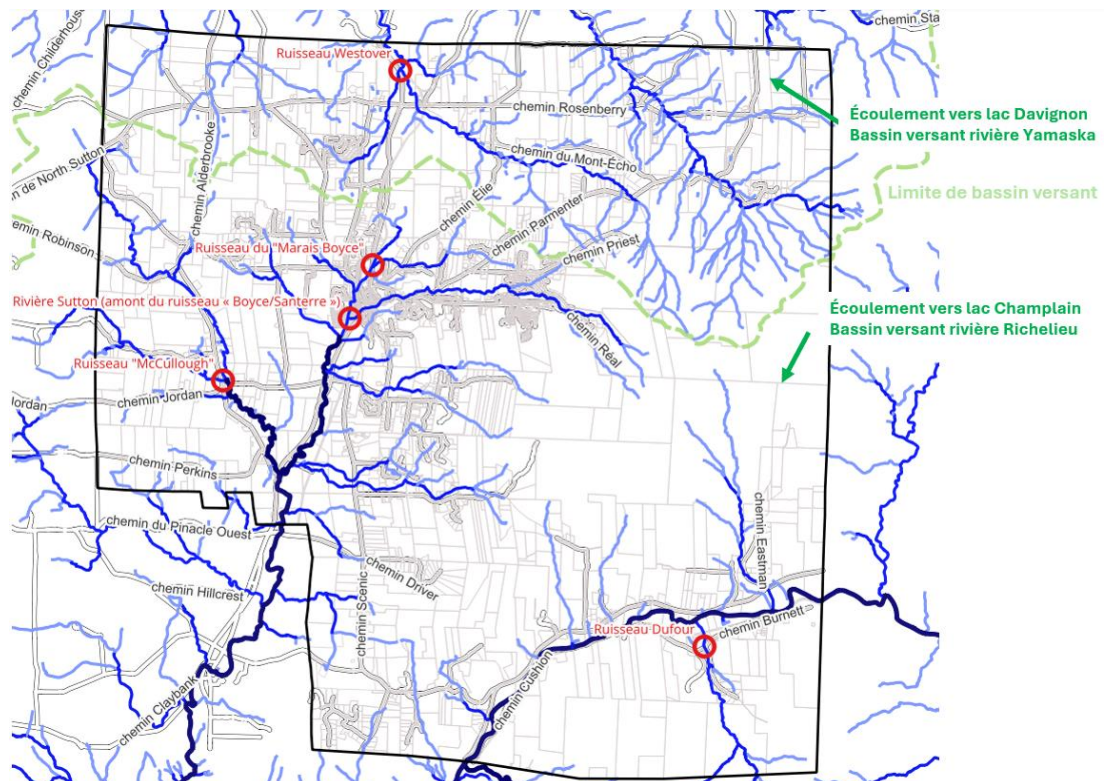 chemin Sta
chemin Childerhouse
Ruisseau Westover
chemin Rosenberry
Écoulement vers lac Davignon
Bassin versant rivière Yamaska
chemin Alderbrooke
n de North Sutton
chemin du Mont-Écho
Limite de bassin versant
chemin Élie
chemin Parmenter
hemin Robinson
Ruisseau du "Marais Boyce"
chemin Priest
Rivière Sutton (amont du ruisseau « Boyce/Santerre »)
Écoulement vers lac Champlain
Bassin versant rivière Richelieu
chemin Réal
Ruisseau "McCullough"
Jordan
chemin Jordan
chemin Perkins
chemin du Pinacle Ouest
chemin Eastman
chemin Driver
chemin Hillcrest
chemin Scenic
Ruisseau Dufour
chemin Burnett
chemin Cushion
chemin Claybank